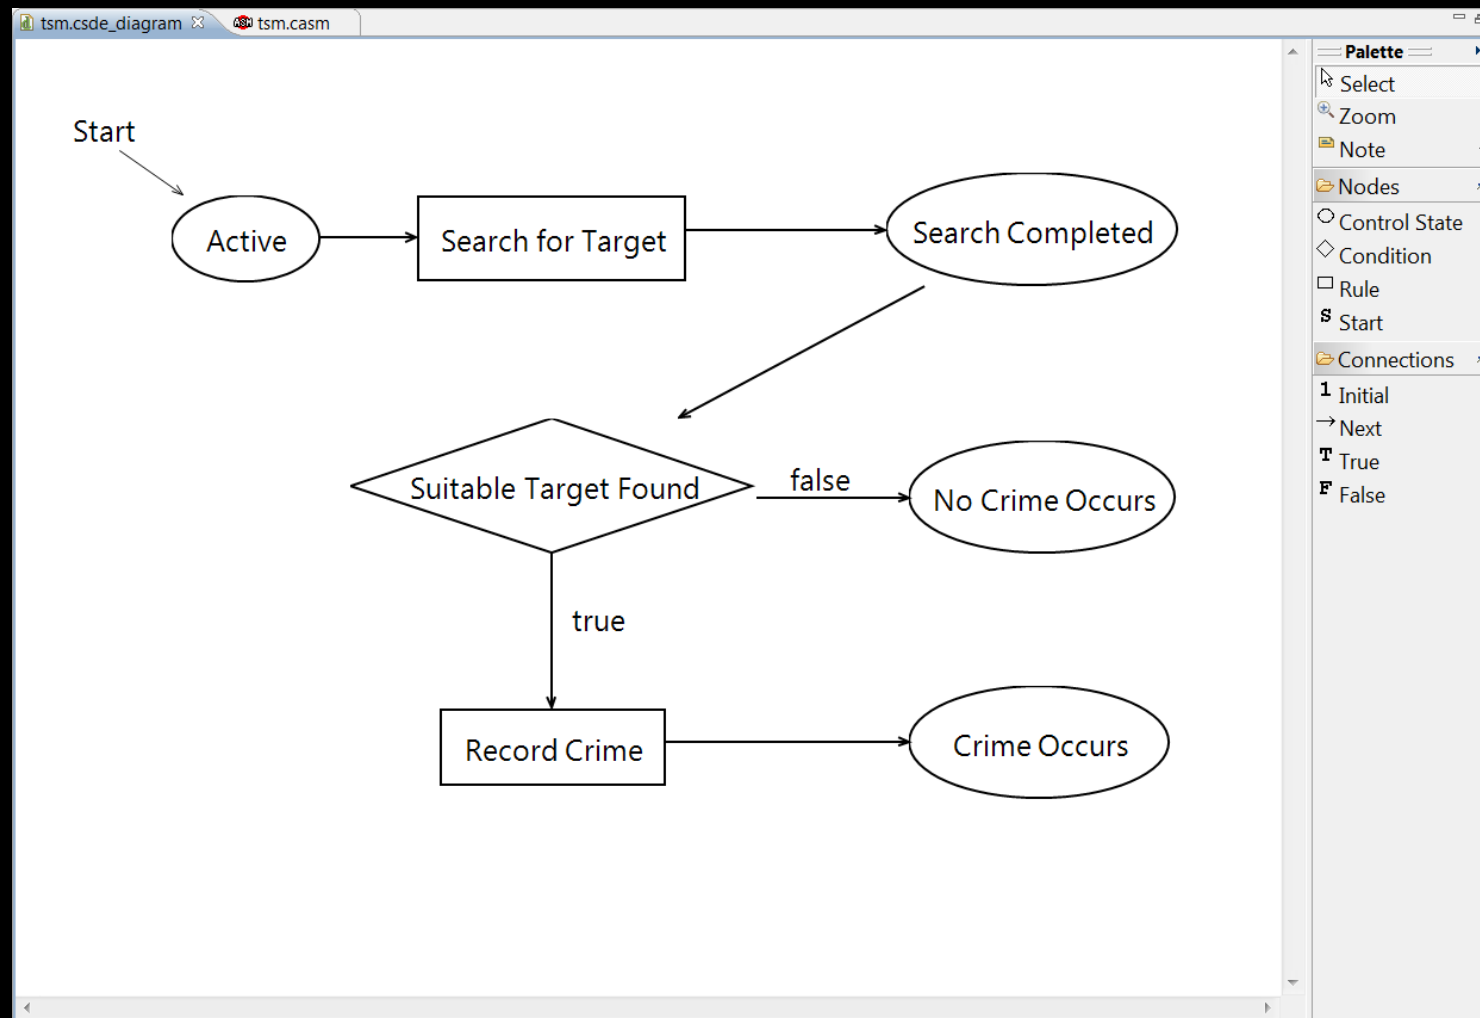 tsm.csde_diagram
tsm.casm
Start
Active
Search for Target
Search Completed
Suitable Target Found
false
No Crime Occurs
true
Record Crime
Crime Occurs
Palette
Select
Zoom
Note
Nodes
Control State
Condition
Rule
S Start
Connections
1 Initial
Next
T True
F False